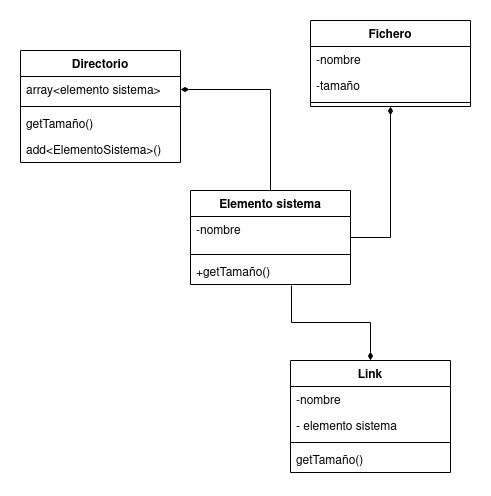 Directorio
array<elemento sistema>
getTamaño()
add<ElementoSistema>()
Fichero
-nombre
-tamaño
Elemento sistema
-nombre
+getTamaño()
Link
-nombre
- elemento sistema
getTamaño()